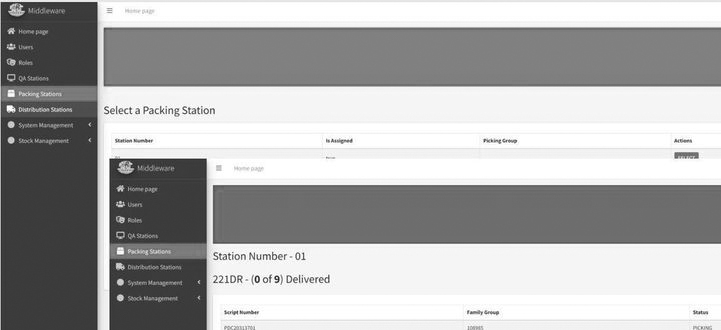 Middleware
Home page
Home page
Users
Roles
QA Stations
Packing Stations
Distribution Stations
System Management
Stock Management
Select a Packing Station
Station Number Is Assigned Picking Group Actions
Middleware
Home page
Home page
Users
Roles
QA Stations
Packing Stations
Distribution Stations
System Management
Stock Management
Station Number - 01
221DR - (0 of 9) Delivered
Script Number Family Group Status
PDC20313701 108985 PICKING